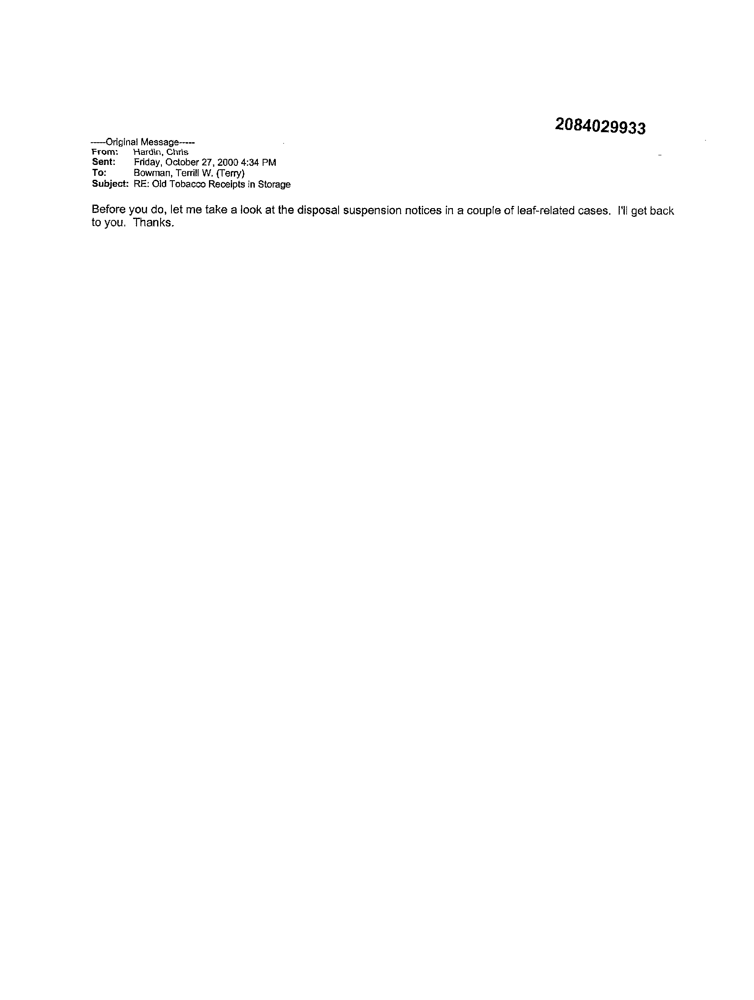 2084029933
-----Original Message-----
From: Hardin, Chris
Sent: Friday, October 27, 2000 4:34 PM
To: Bowman, Terrill W. (Terry)
Subject: RE: Old Tobacco Receipts in Storage
Before you do, let me take a look at the disposal suspension notices in a couple of leaf-related cases.  I'll get back
to you.  Thanks.